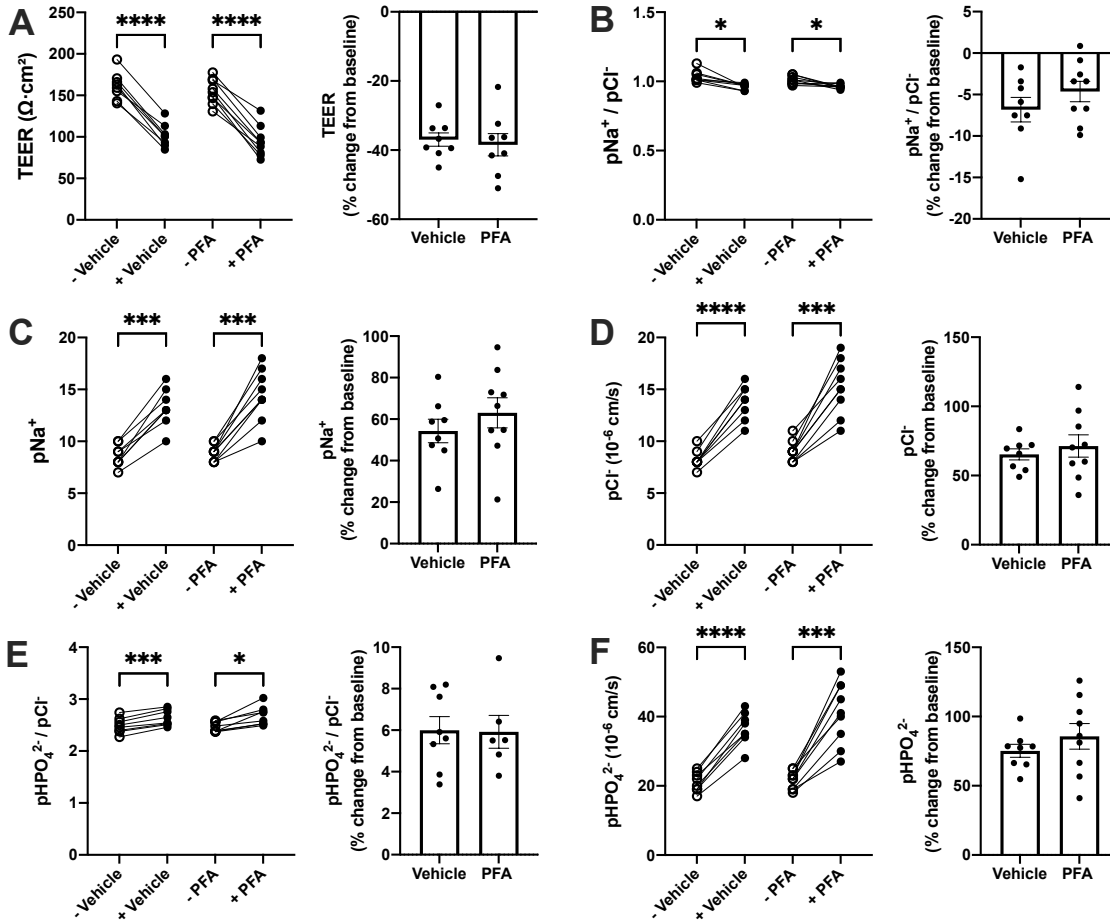 A
TEER (Ω·cm²)
250
200
150
100
50
0
****
****
- Vehicle
+ Vehicle
- PFA
+ PFA
TEER
(% change from baseline)
0
-20
-40
-60
Vehicle
PFA
B
pNa⁺ / pCl⁻
1.5
1.0
0.5
0.0
*
*
- Vehicle
+ Vehicle
- PFA
+ PFA
pNa⁺ / pCl⁻
(% change from baseline)
5
0
-5
-10
-15
-20
Vehicle
PFA
C
pNa⁺
20
15
10
5
0
***
***
- Vehicle
+ Vehicle
- PFA
+ PFA
pNa⁺
(% change from baseline)
100
80
60
40
20
0
Vehicle
PFA
D
pCl⁻ (10⁻⁶ cm/s)
20
15
10
5
0
****
***
- Vehicle
+ Vehicle
- PFA
+ PFA
pCl⁻
(% change from baseline)
150
100
50
0
Vehicle
PFA
E
pHPO₄²⁻ / pCl⁻
4
3
2
1
0
***
*
- Vehicle
+ Vehicle
- PFA
+ PFA
pHPO₄²⁻ / pCl⁻
(% change from baseline)
10
8
6
4
2
0
Vehicle
PFA
F
pHPO₄²⁻ (10⁻⁶ cm/s)
60
40
20
0
****
***
- Vehicle
+ Vehicle
- PFA
+ PFA
pHPO₄²⁻
(% change from baseline)
150
100
50
0
Vehicle
PFA